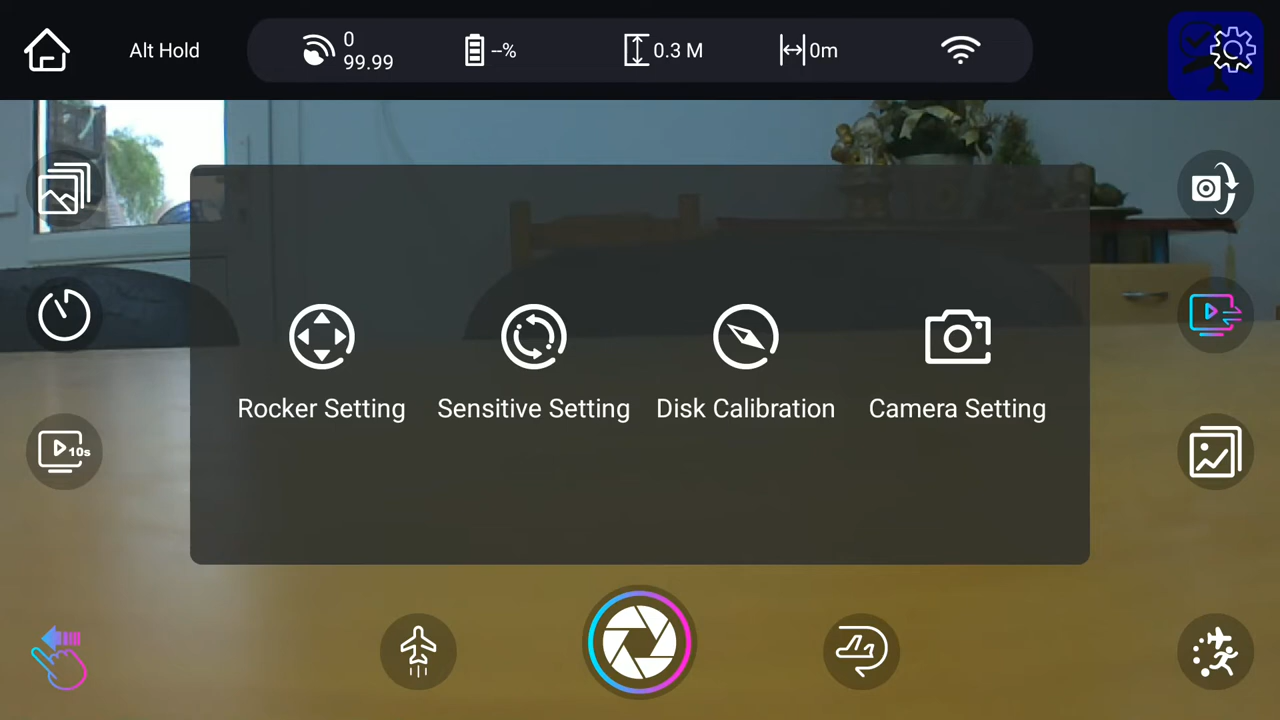 Alt Hold
0
99.99
--%
0.3 M
0m
Rocker Setting
Sensitive Setting
Disk Calibration
Camera Setting
10s